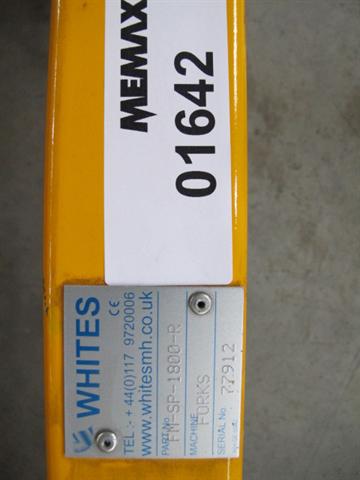 MEMAX
01642
WHITES
CE
TEL :- + 44(0)117 9720006
www.whitesmh.co.uk
PART No. FM-SP-1800-R
MACHINE FORKS
SERIAL No. 77912